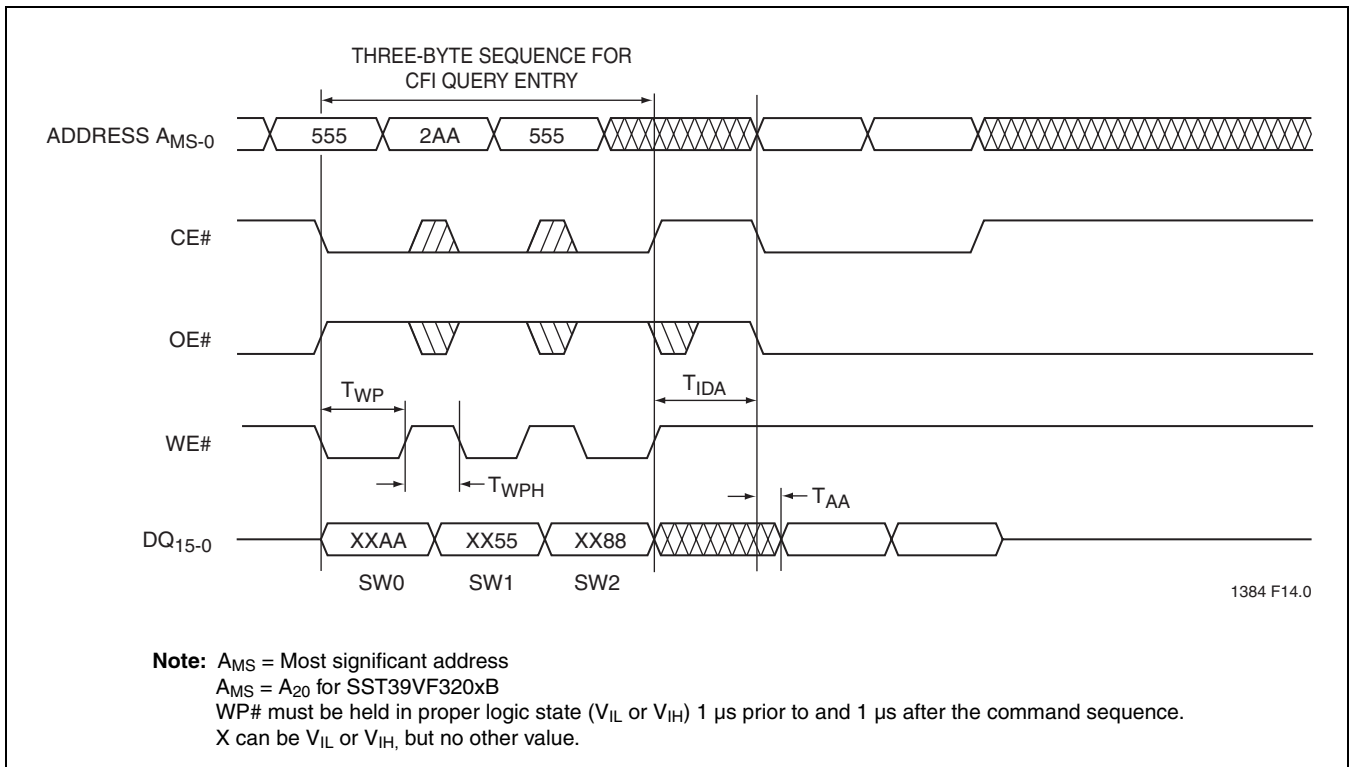 THREE-BYTE SEQUENCE FOR
CFI QUERY ENTRY
ADDRESS AMS-0
555
2AA
555
CE#
OE#
TWP
TIDA
WE#
TWPH
TAA
DQ15-0
XXAA
XX55
XX88
SW0
SW1
SW2
1384 F14.0
Note: AMS = Most significant address
AMS = A20 for SST39VF320xB
WP# must be held in proper logic state (VIL or VIH) 1 µs prior to and 1 µs after the command sequence.
X can be VIL or VIH, but no other value.